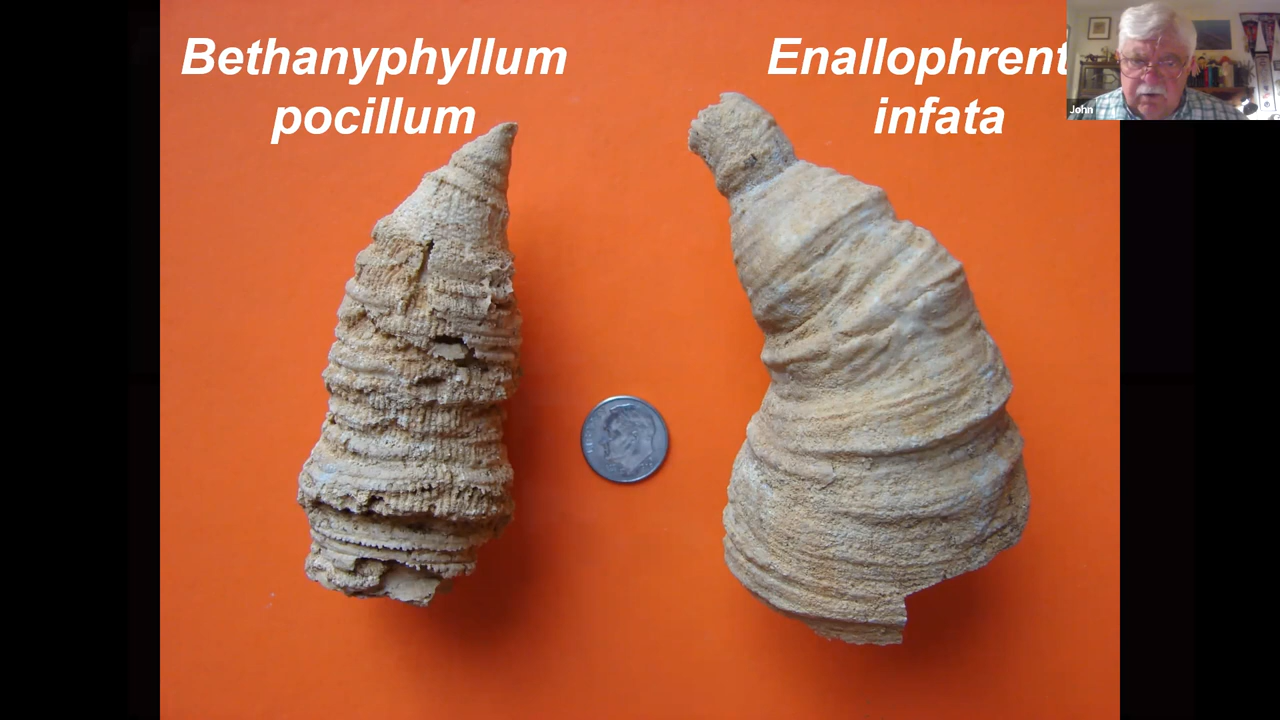 Bethanyphyllum
pocillum
Enallophrent
infata
John